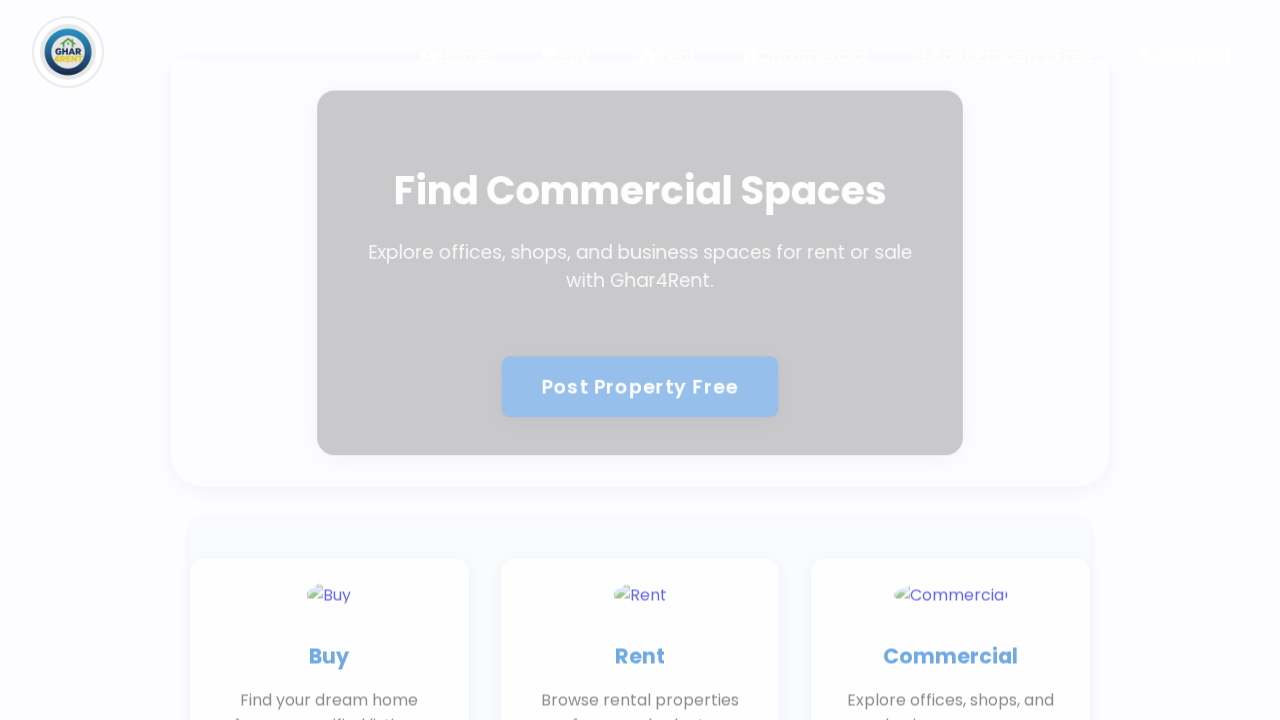 GHAR
4RENT
Home Buy Rent Commercial Post Property Free
Find Commercial Spaces
Explore offices, shops, and business spaces for rent or sale
with Ghar4Rent.
Post Property Free
Buy Rent Commercial
Buy Rent Commercial
Find your dream home Browse rental properties Explore offices, shops, and